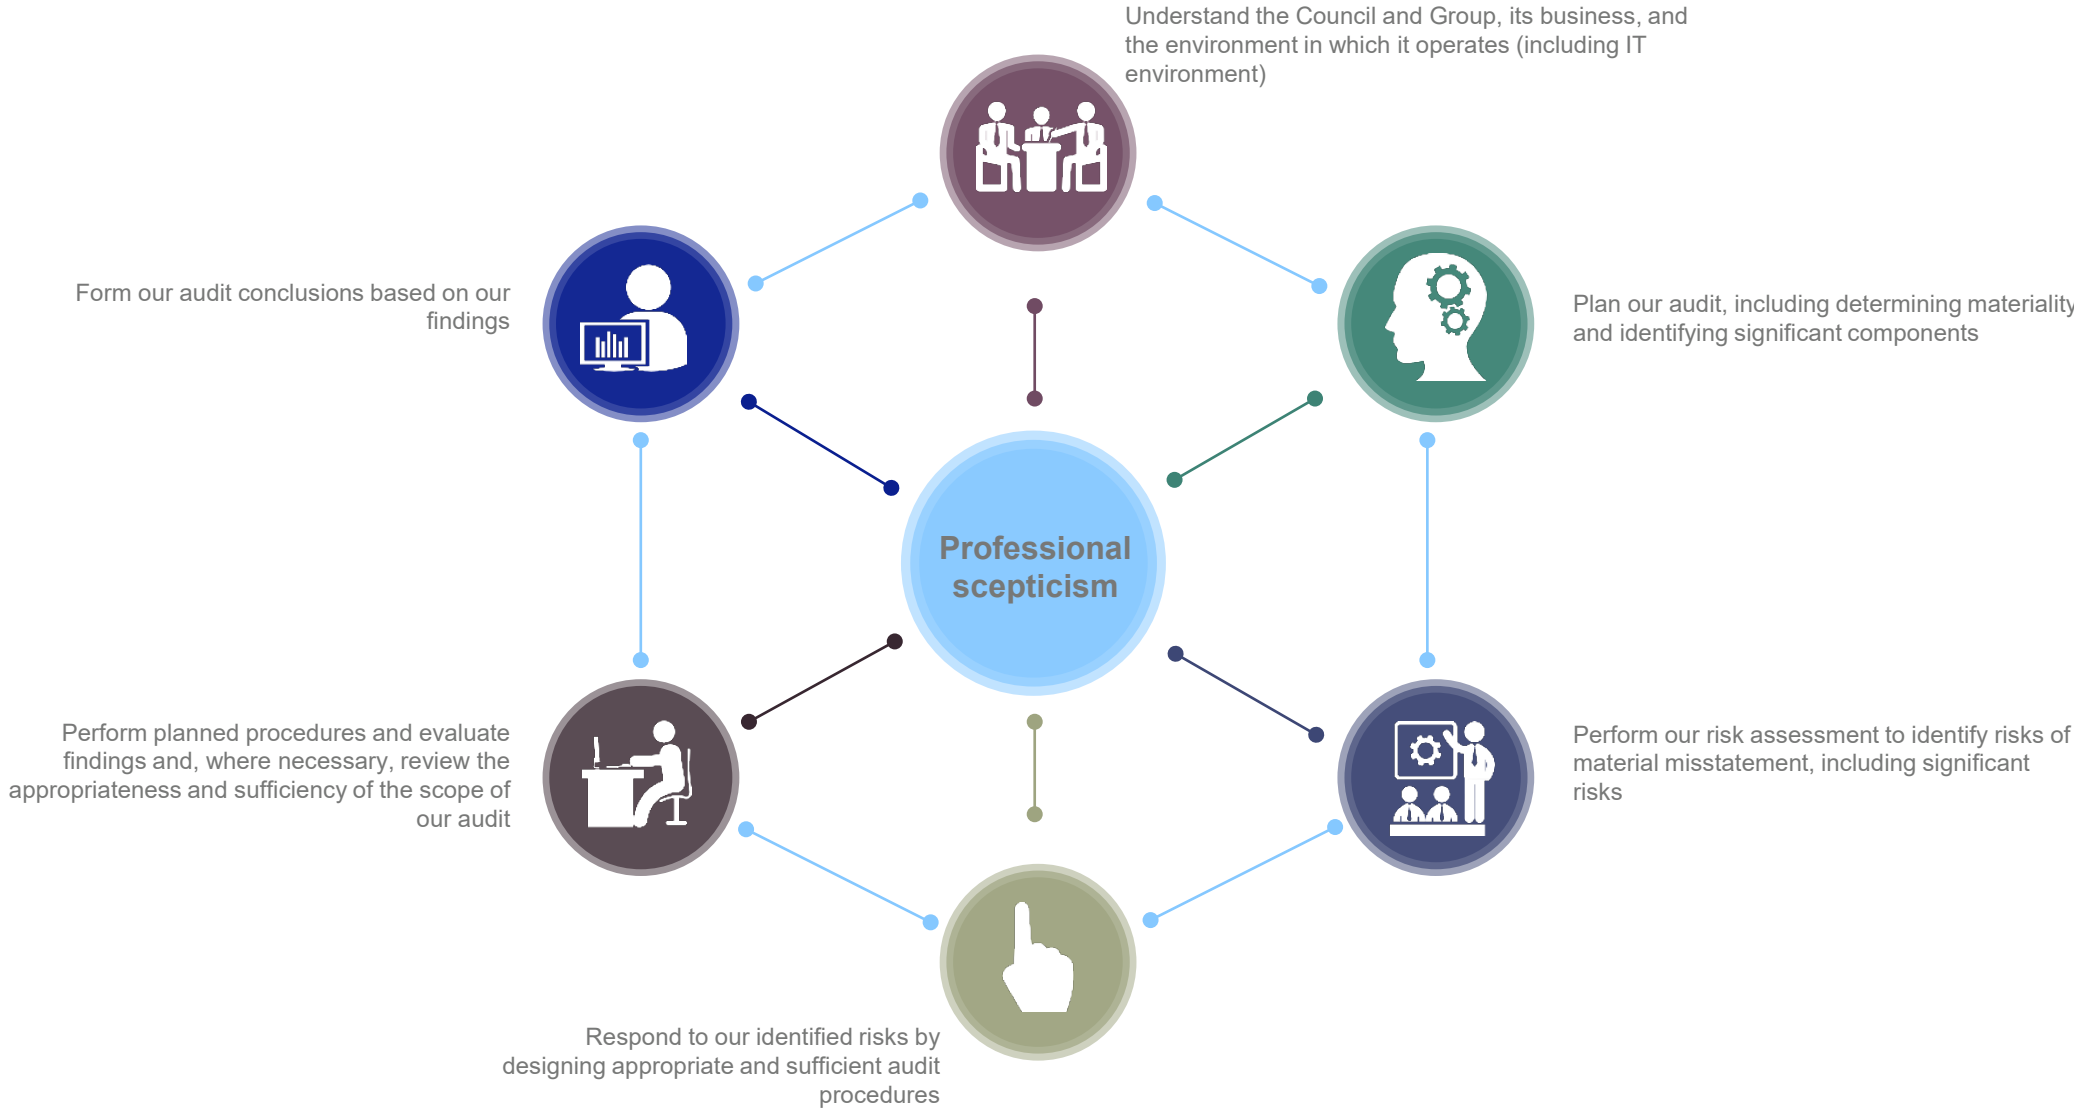 Understand the Council and Group, its business, and
the environment in which it operates (including IT
environment)
Plan our audit, including determining materiality
and identifying significant components
Perform our risk assessment to identify risks of
material misstatement, including significant
risks
Respond to our identified risks by
designing appropriate and sufficient audit
procedures
Perform planned procedures and evaluate
findings and, where necessary, review the
appropriateness and sufficiency of the scope of
our audit
Form our audit conclusions based on our
findings
Professional
scepticism